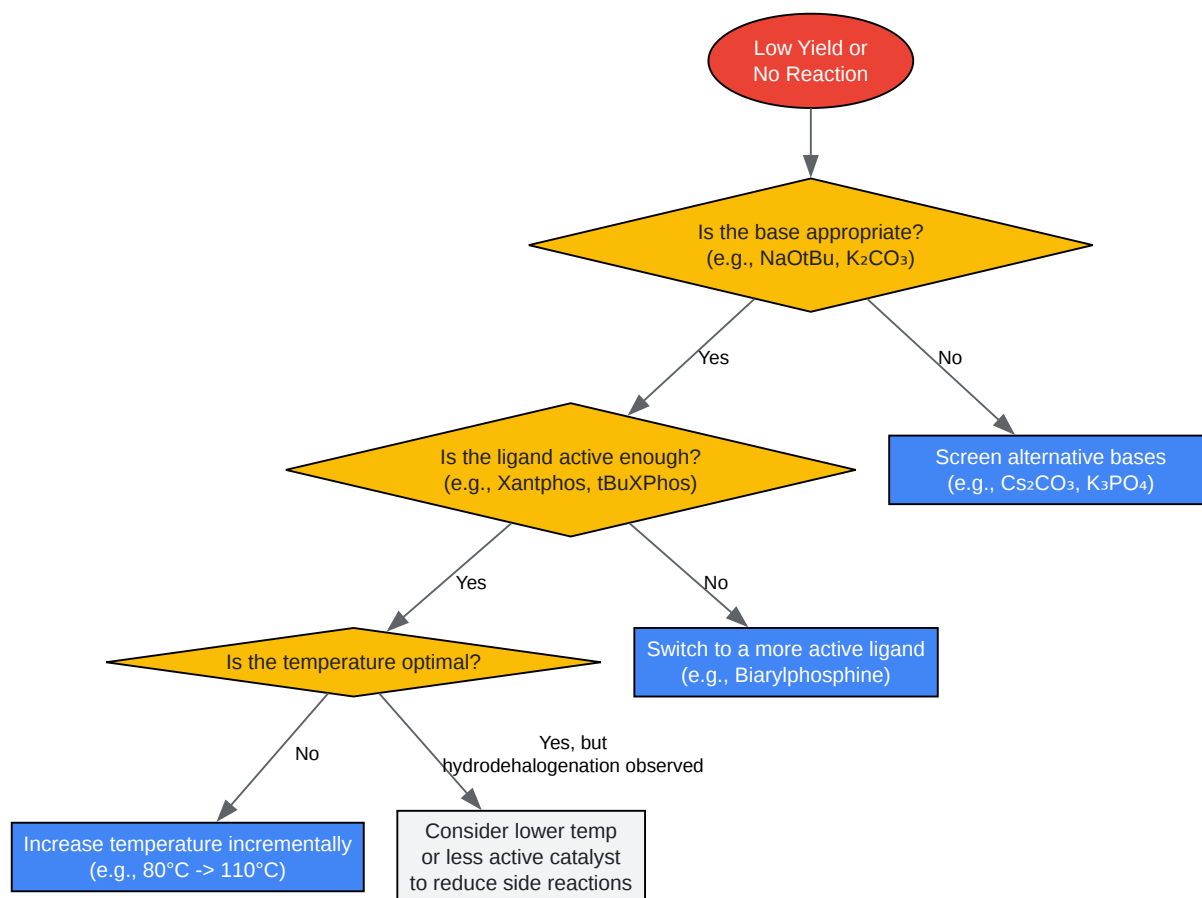 Low Yield or
No Reaction
Is the base appropriate?
(e.g., NaOtBu, K₂CO₃)
Yes
No
Is the ligand active enough?
(e.g., Xantphos, tBuXPhos)
Screen alternative bases
(e.g., Cs₂CO₃, K₃PO₄)
Yes
No
Is the temperature optimal?
Switch to a more active ligand
(e.g., Biarylphosphine)
No
Yes, but
hydrodehalogenation observed
Increase temperature incrementally
(e.g., 80°C -> 110°C)
Consider lower temp
or less active catalyst
to reduce side reactions